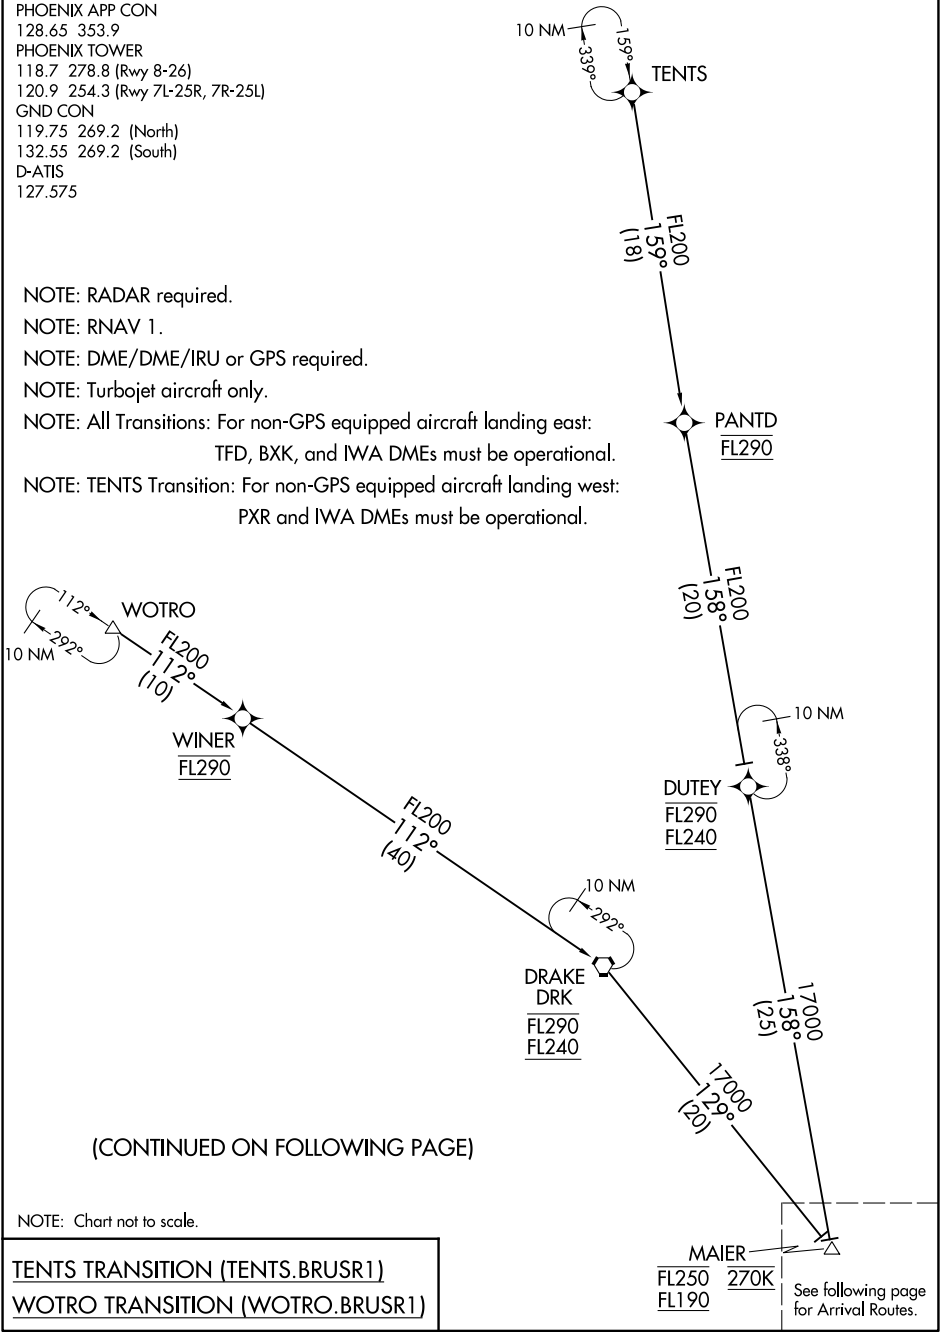 PHOENIX APP CON
128.65 353.9
PHOENIX TOWER
118.7 278.8 (Rwy 8-26)
120.9 254.3 (Rwy 7L-25R, 7R-25L)
GND CON
119.75 269.2 (North)
132.55 269.2 (South)
D-ATIS
127.575
10 NM
159°
339°
TENTS
FL200
159°
(18)
NOTE: RADAR required.
NOTE: RNAV 1.
NOTE: DME/DME/IRU or GPS required.
NOTE: Turbojet aircraft only.
NOTE: All Transitions: For non-GPS equipped aircraft landing east:
TFD, BXK, and IWA DMEs must be operational.
NOTE: TENTS Transition: For non-GPS equipped aircraft landing west:
PXR and IWA DMEs must be operational.
PANTD
FL290
FL200
158°
(20)
112°
292°
10 NM
WOTRO
FL200
112°
(10)
WINER
FL290
10 NM
338°
DUTEY
FL290
FL240
FL200
112°
(40)
10 NM
292°
DRAKE
DRK
FL290
FL240
17000
158°
(25)
17000
129°
(20)
(CONTINUED ON FOLLOWING PAGE)
NOTE: Chart not to scale.
MAIER
FL250 270K
FL190
See following page
for Arrival Routes.
TENTS TRANSITION (TENTS.BRUSR1)
WOTRO TRANSITION (WOTRO.BRUSR1)